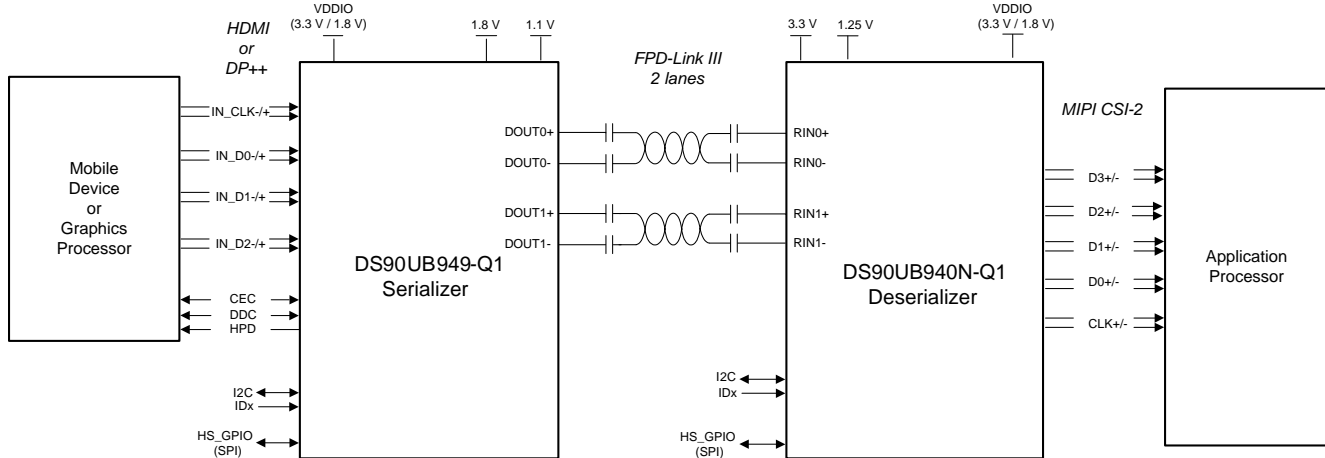 HDMI
or
DP++
VDDIO
(3.3 V / 1.8 V)
1.8 V
1.1 V
FPD-Link III
2 lanes
3.3 V
1.25 V
VDDIO
(3.3 V / 1.8 V)
MIPI CSI-2
Mobile
Device
or
Graphics
Processor
IN_CLK-/+
IN_D0-/+
IN_D1-/+
IN_D2-/+
CEC
DDC
HPD
I2C
IDx
HS_GPIO
(SPI)
DOUT0+
DOUT0-
DOUT1+
DOUT1-
DS90UB949-Q1
Serializer
RIN0+
RIN0-
RIN1+
RIN1-
DS90UB940N-Q1
Deserializer
I2C
IDx
HS_GPIO
(SPI)
D3+/-
D2+/-
D1+/-
D0+/-
CLK+/-
Application
Processor